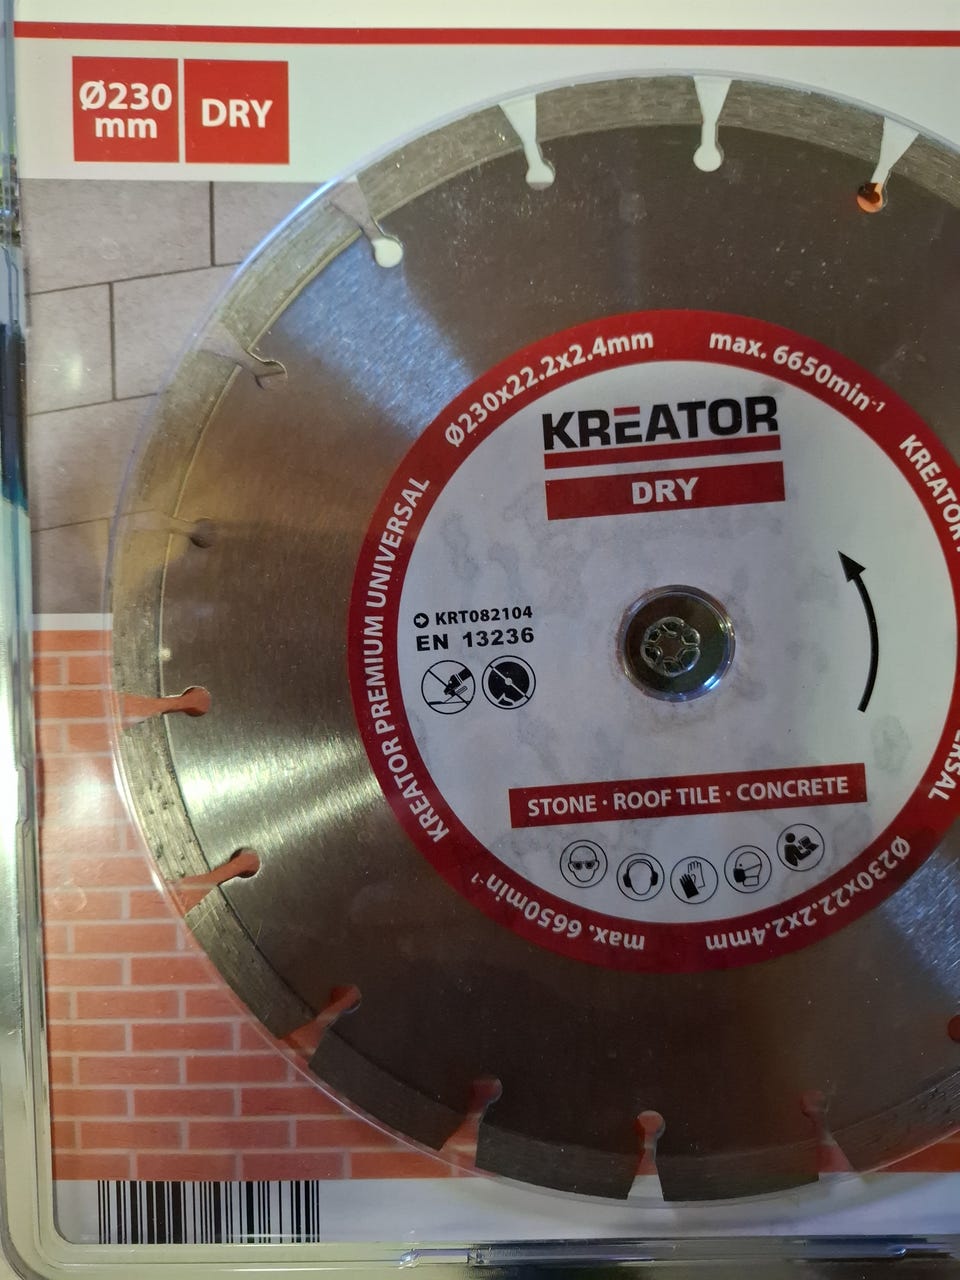 Ø230
mm
DRY
Ø230x22.2x2.4mm
max. 6650min⁻¹
KREATOR
KREATOR PREMIUM UNIVERSAL
KREATOR
DRY
KRT082104
EN 13236
STONE · ROOF TILE · CONCRETE
max. 6650min⁻¹
Ø230x22.2x2.4mm